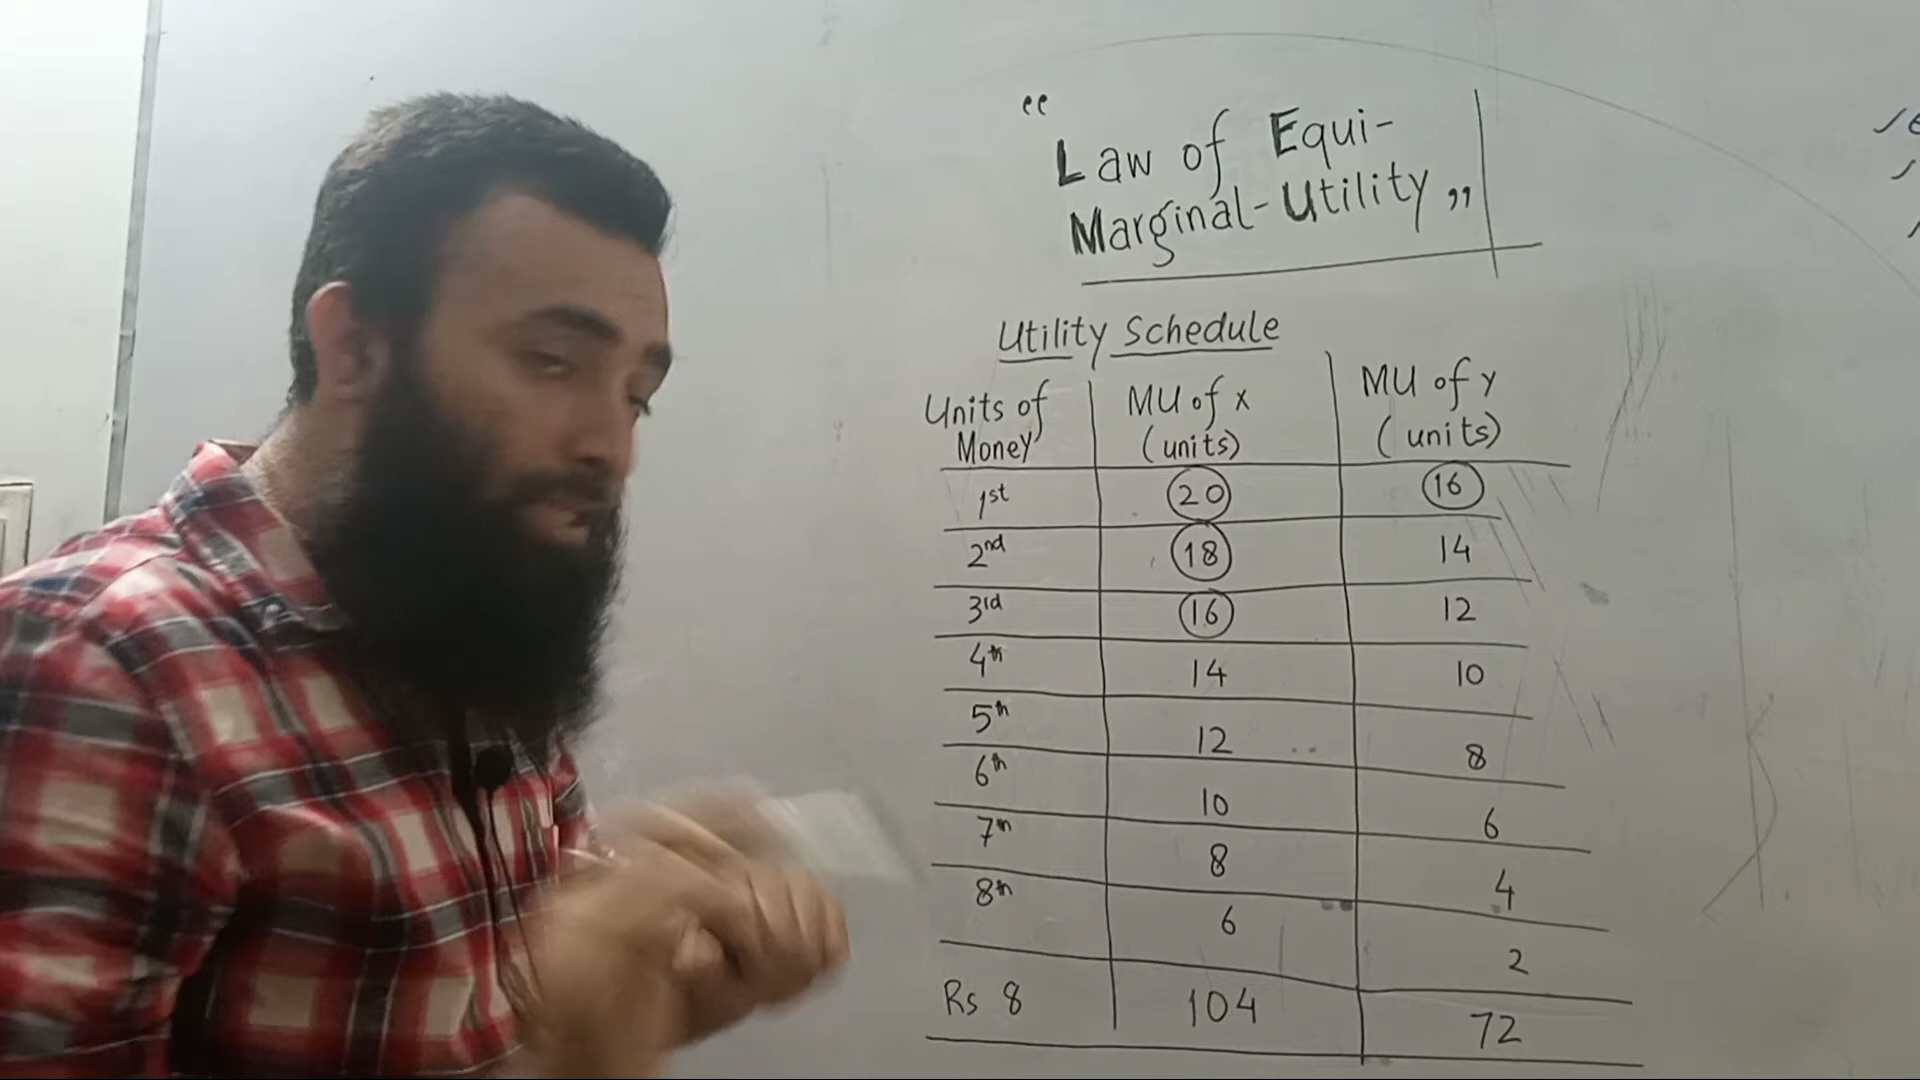 “ Law of Equi-
Marginal-Utility ”
Utility Schedule
Units of Money | MU of x (units) | MU of y (units)
1st | 20 | 16
2nd | 18 | 14
3rd | 16 | 12
4th | 14 | 10
5th | 12 | 8
6th | 10 | 6
7th | 8 | 4
8th | 6 | 2
Rs 8 | 104 | 72